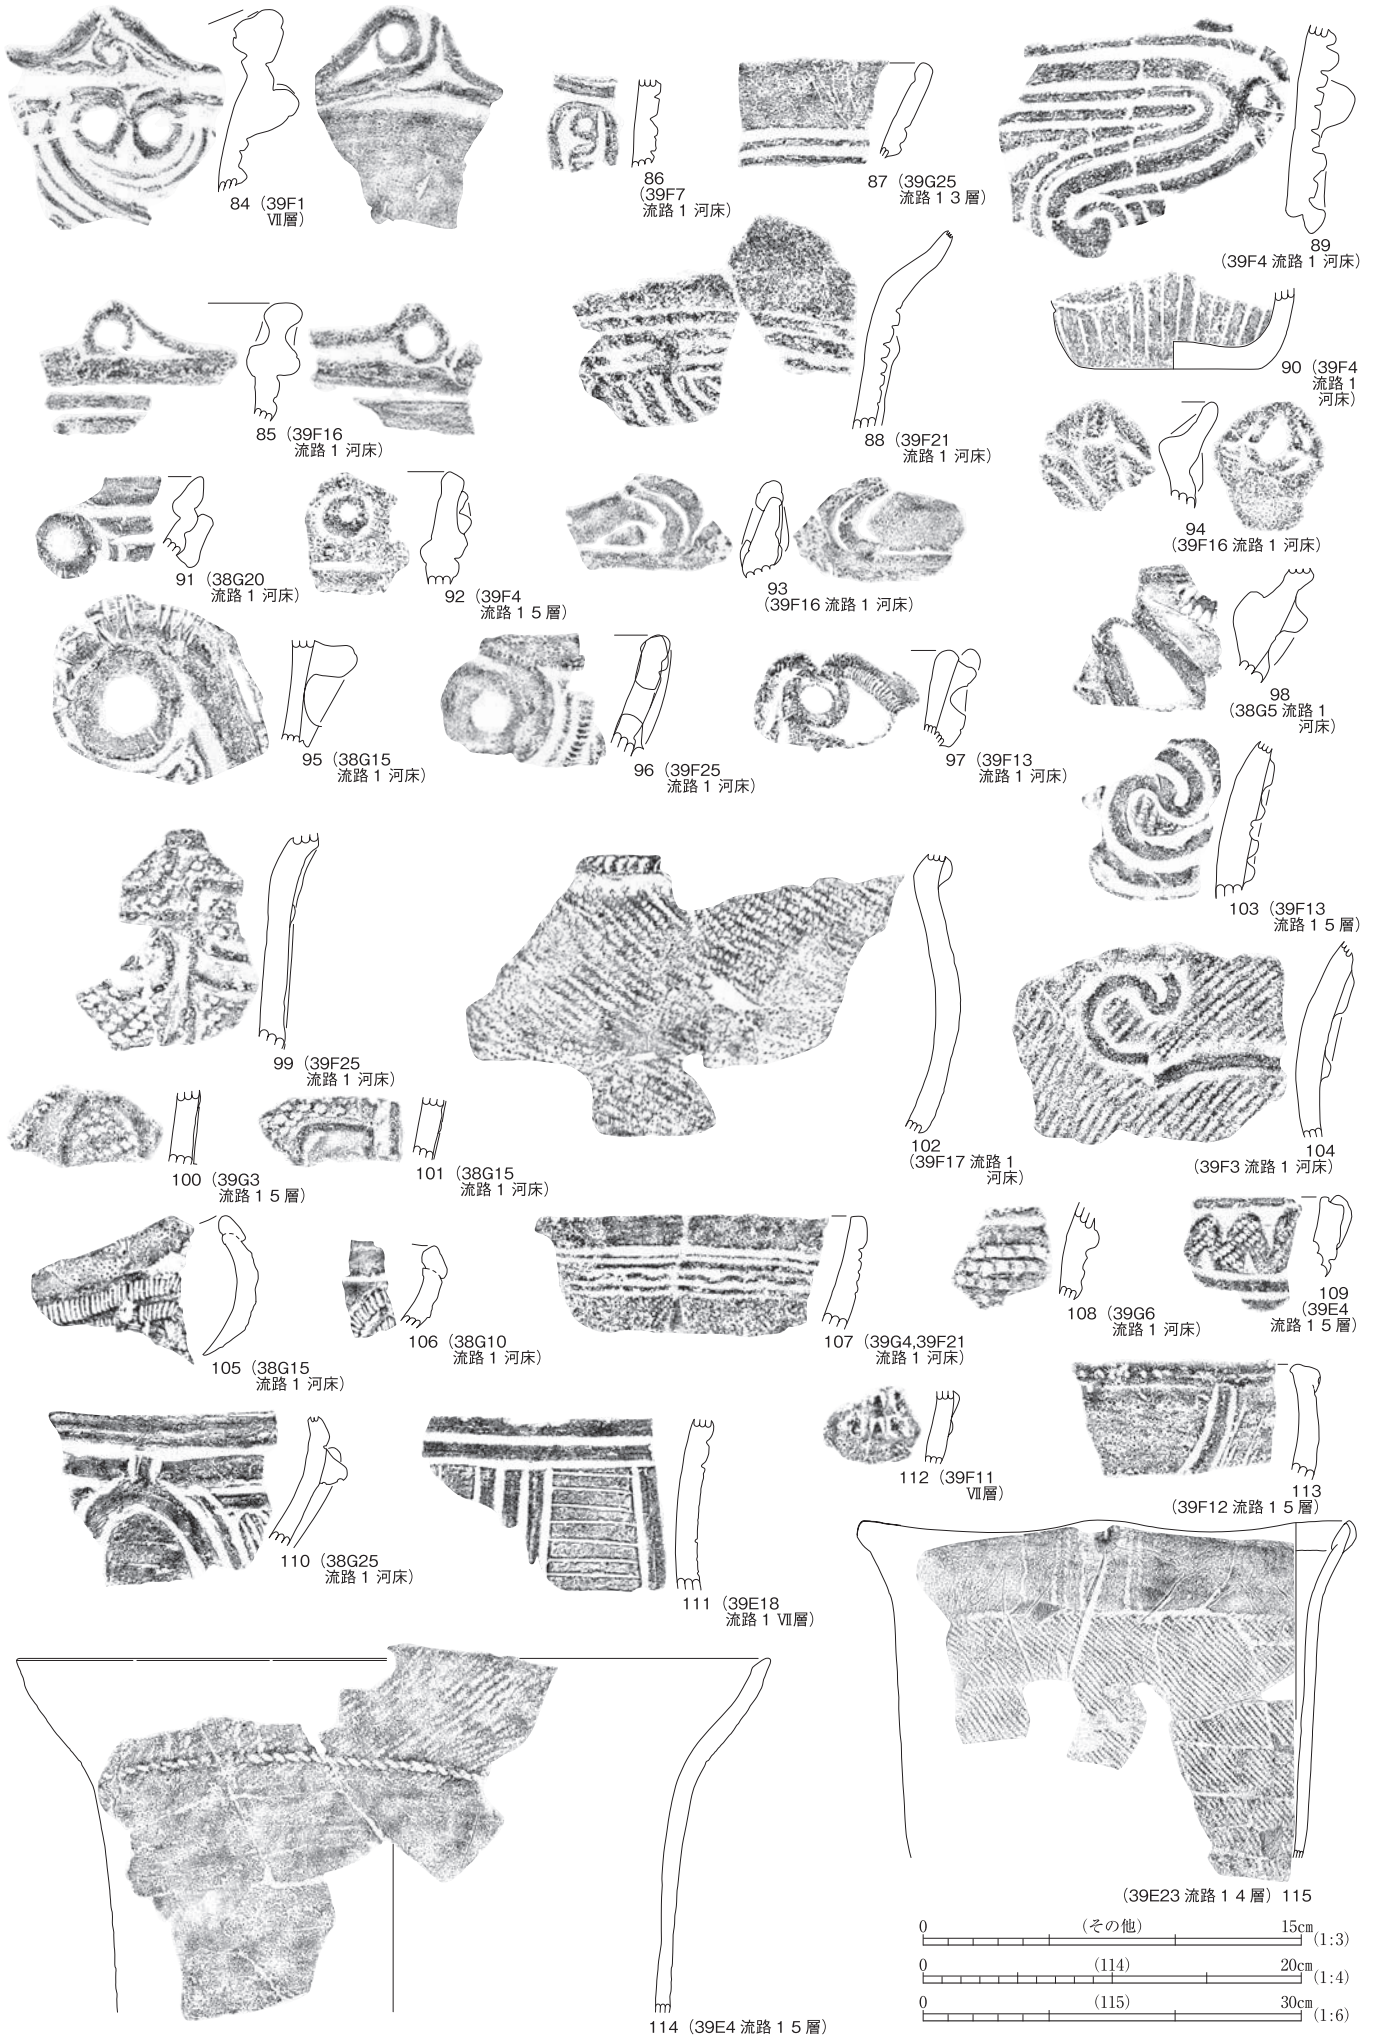 84（39F1
Ⅶ層）
86
（39F7
流路１河床）
87（39G25
流路１３層）
89
（39F4 流路１河床）
85（39F16
流路１河床）
88（39F21
流路１河床）
90（39F4
流路１
河床）
91（38G20
流路１河床）
92（39F4
流路１５層）
93
（39F16 流路１河床）
94
（39F16 流路１河床）
95（38G15
流路１河床）
96（39F25
流路１河床）
97（39F13
流路１河床）
98
（38G5 流路１
河床）
99（39F25
流路１河床）
103（39F13
流路１５層）
100（39G3
流路１５層）
101（38G15
流路１河床）
102
（39F17 流路１
河床）
104
（39F3 流路１河床）
105（38G15
流路１河床）
106（38G10
流路１河床）
107（39G4,39F21
流路１河床）
108（39G6
流路１河床）
109
（39E4
流路１５層）
110（38G25
流路１河床）
111（39E18
流路１Ⅶ層）
112（39F11
Ⅶ層）
113
（39F12 流路１５層）
114（39E4 流路１５層）
（39E23 流路１４層）115
0 （その他） 15cm（1:3）
0 （114） 20cm（1:4）
0 （115） 30cm（1:6）